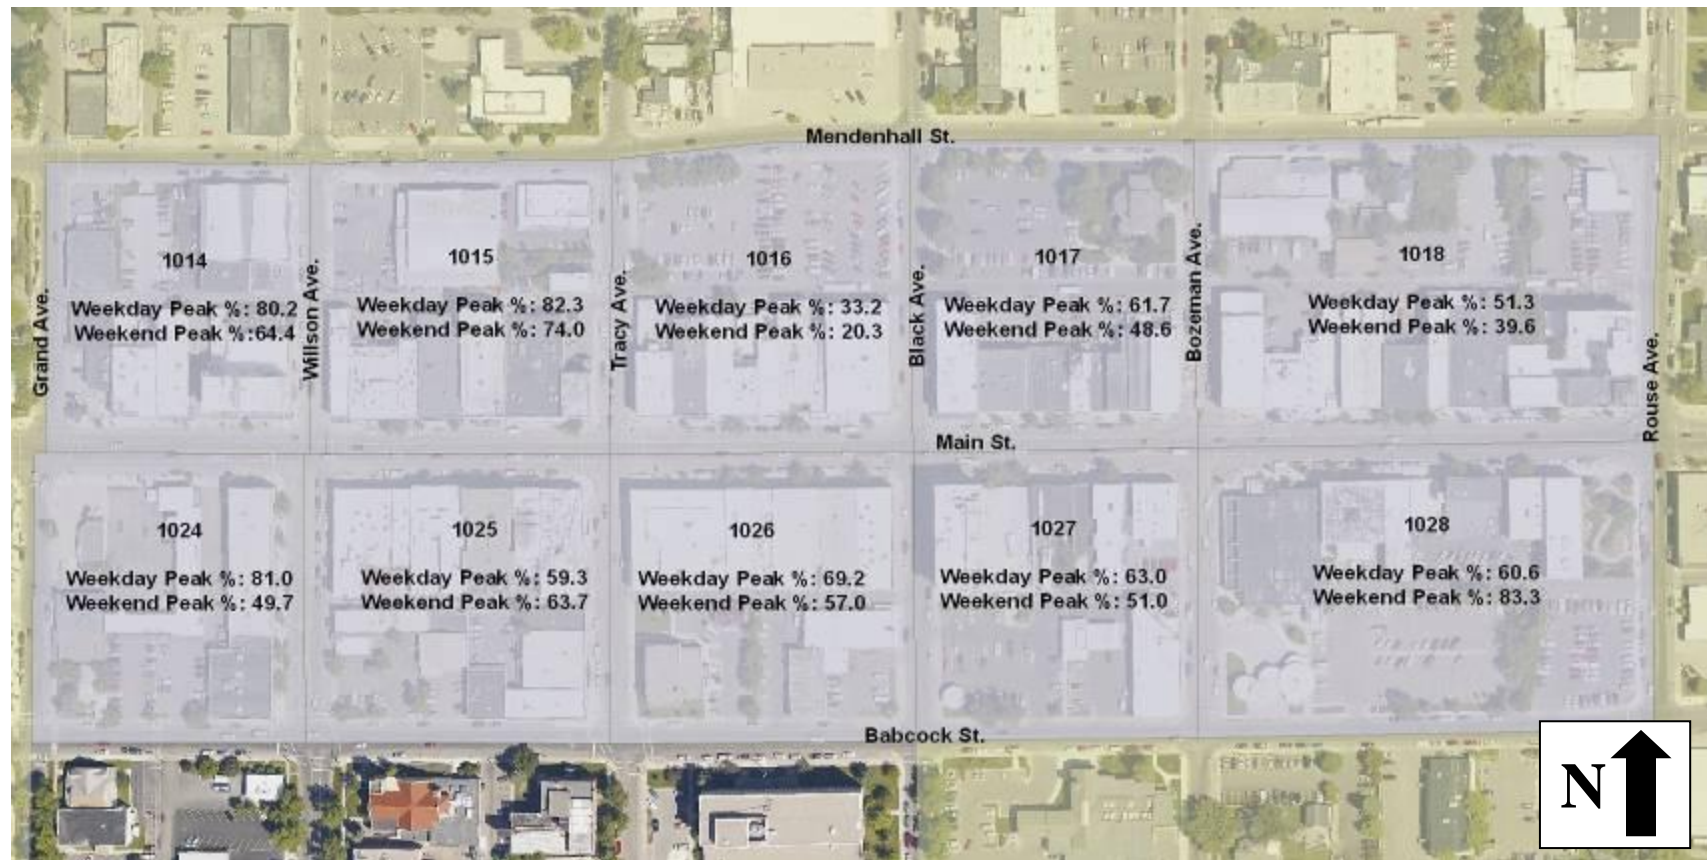 Mendenhall St.
1014
Weekday Peak %: 80.2
Weekend Peak %:64.4
1015
Weekday Peak %: 82.3
Weekend Peak %: 74.0
1016
Weekday Peak %: 33.2
Weekend Peak %: 20.3
1017
Weekday Peak %: 61.7
Weekend Peak %: 48.6
1018
Weekday Peak %: 51.3
Weekend Peak %: 39.6
Grand Ave.
Willson Ave.
Tracy Ave.
Black Ave.
Bozeman Ave.
Rouse Ave.
Main St.
1024
Weekday Peak %: 81.0
Weekend Peak %: 49.7
1025
Weekday Peak %: 59.3
Weekend Peak %: 63.7
1026
Weekday Peak %: 69.2
Weekend Peak %: 57.0
1027
Weekday Peak %: 63.0
Weekend Peak %: 51.0
1028
Weekday Peak %: 60.6
Weekend Peak %: 83.3
Babcock St.
N